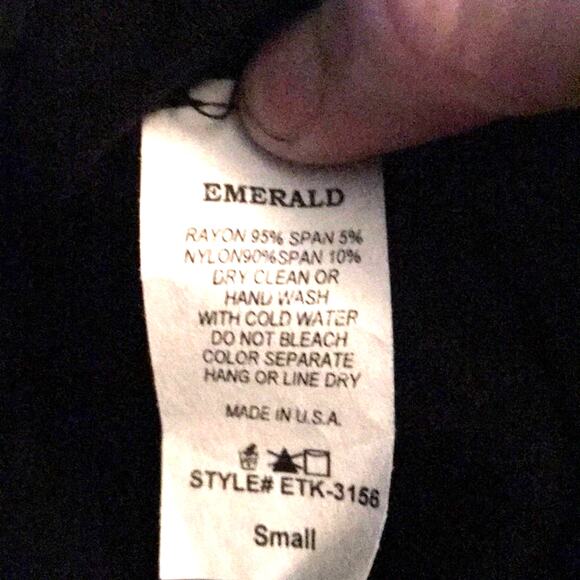 EMERALD
RAYON 95% SPAN 5%
NYLON90%SPAN 10%
DRY CLEAN OR
HAND WASH
WITH COLD WATER
DO NOT BLEACH
COLOR SEPARATE
HANG OR LINE DRY
MADE IN U.S.A.
STYLE# ETK-3156
Small